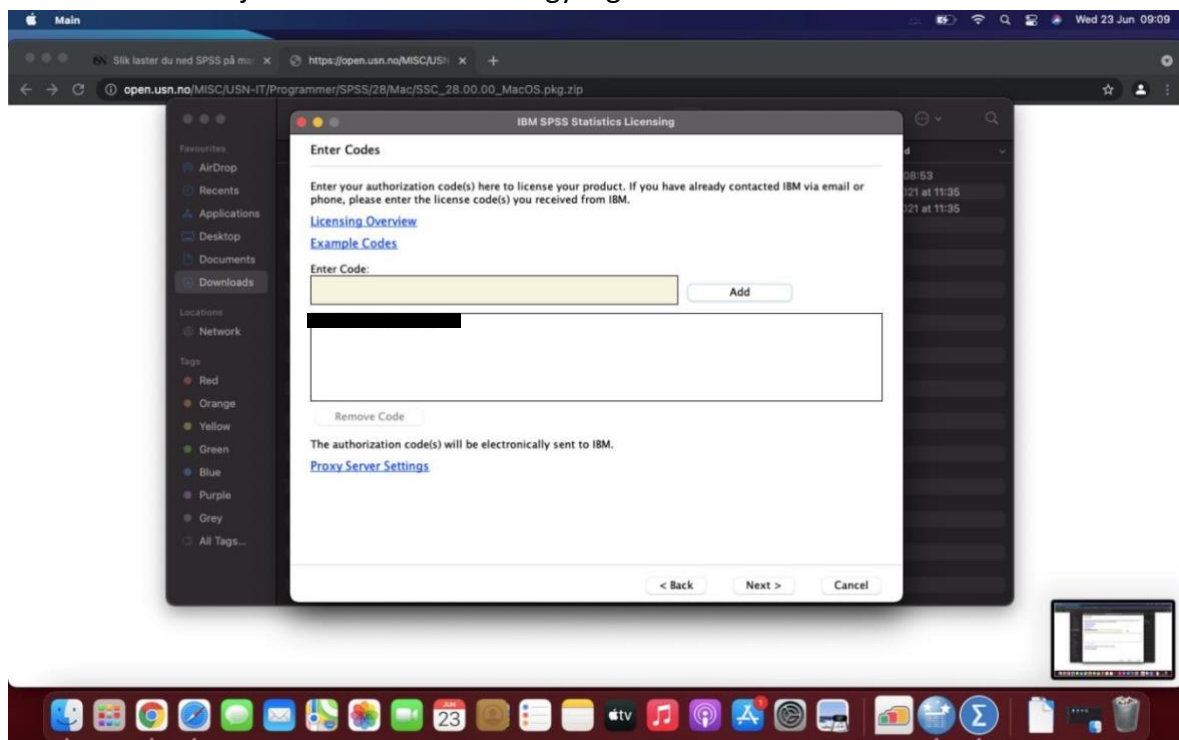 Main
Wed 23 Jun 09:09
Slik laster du ned SPSS på mac
https://open.usn.no/MISC/USN
open.usn.no/MISC/USN-IT/Programmer/SPSS/28/Mac/SSC_28.00.00_MacOS.pkg.zip
IBM SPSS Statistics Licensing
Favourites
AirDrop
Recents
Applications
Desktop
Documents
Downloads
Locations
Network
Tags
Red
Orange
Yellow
Green
Blue
Purple
Grey
All Tags...
Enter Codes
Enter your authorization code(s) here to license your product. If you have already contacted IBM via email or
phone, please enter the license code(s) you received from IBM.
Licensing Overview
Example Codes
Enter Code:
Add
Remove Code
The authorization code(s) will be electronically sent to IBM.
Proxy Server Settings
< Back
Next >
Cancel
08:53
021 at 11:35
021 at 11:35
JUN
23
tv